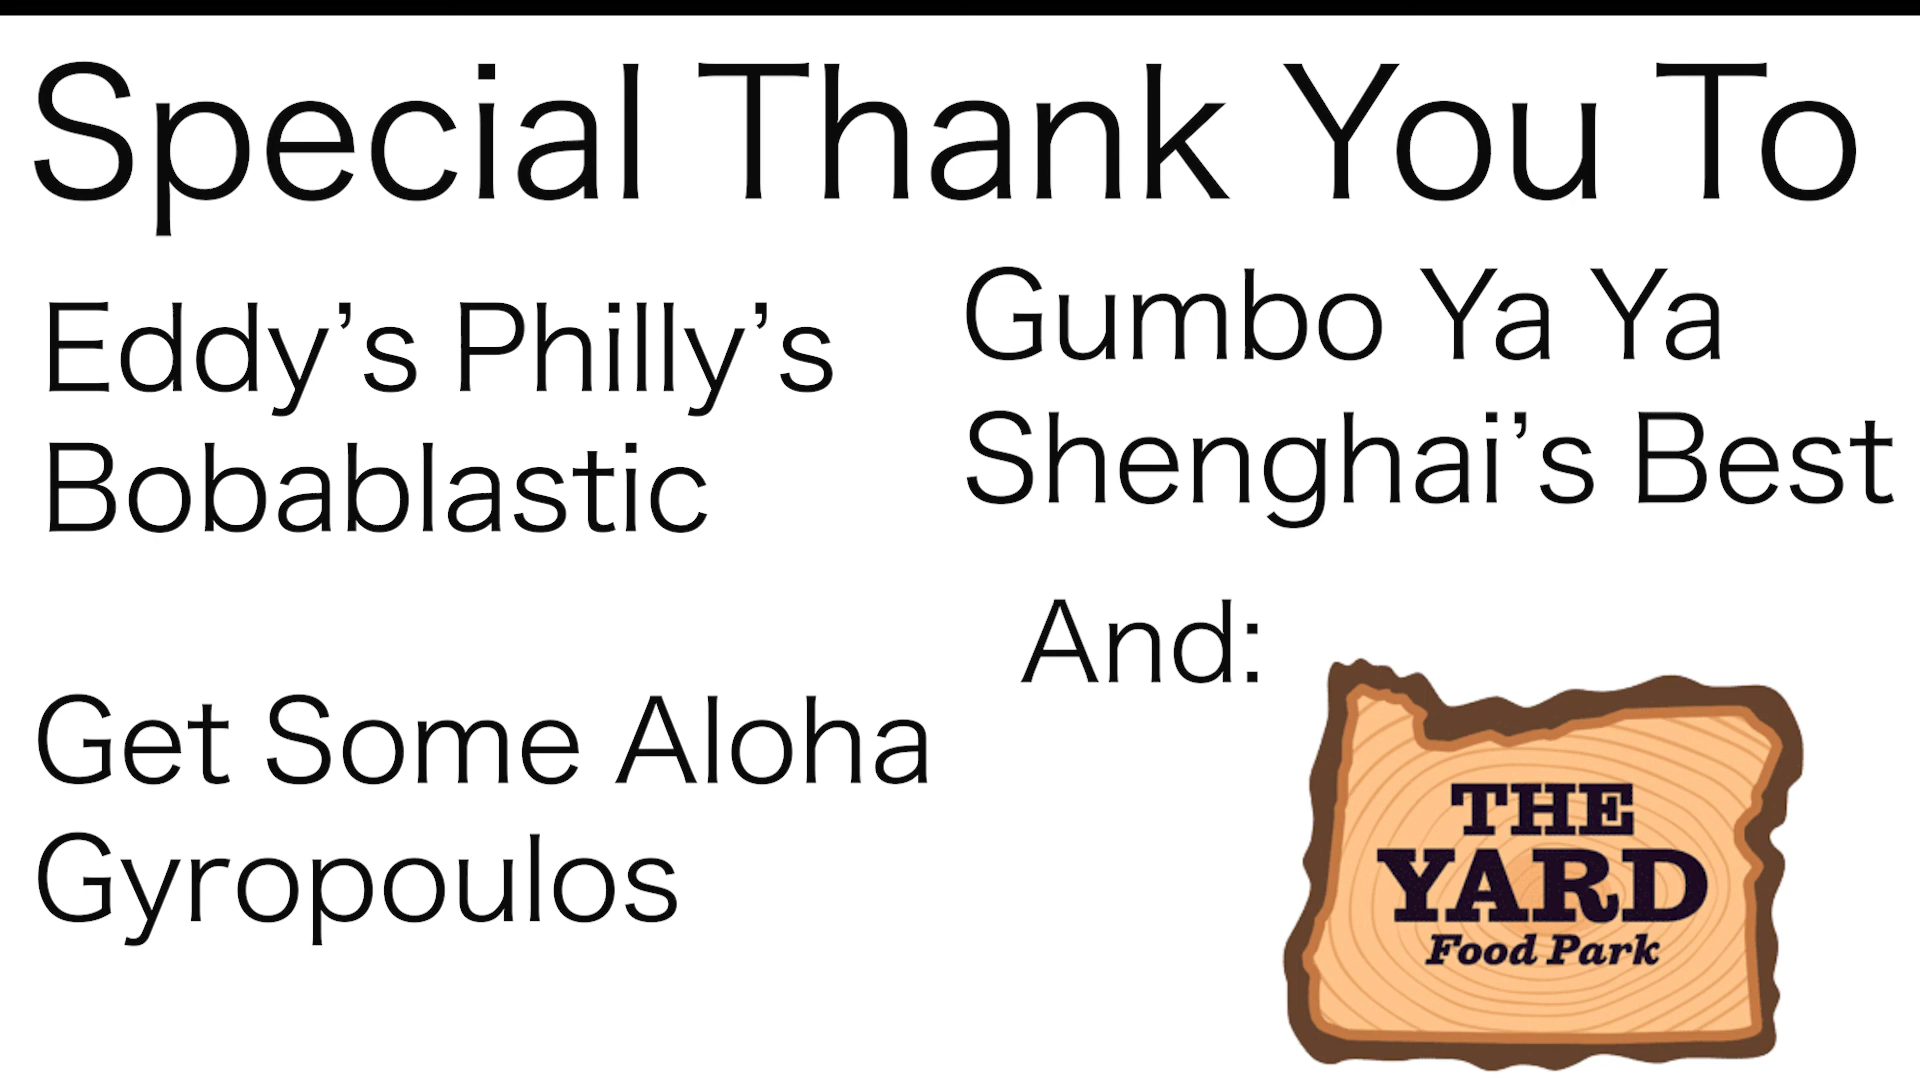 Special Thank You To
Eddy’s Philly’s
Bobablastic
Get Some Aloha
Gyropoulos
Gumbo Ya Ya
Shenghai’s Best
And:
THE
YARD
Food Park